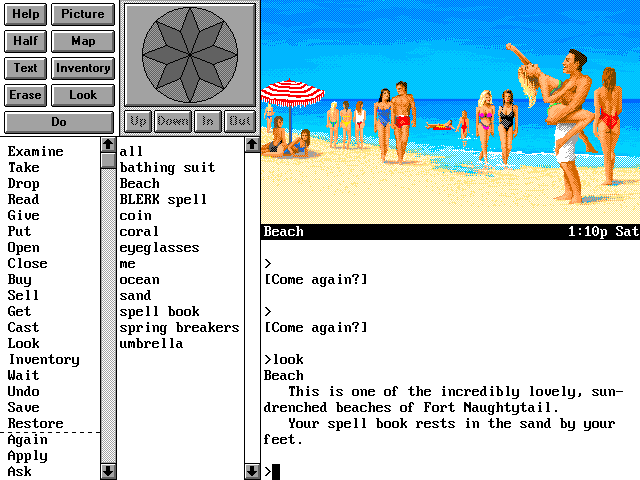 Help Picture
Half Map
Text Inventory
Erase Look
Do
Up Down In Out
Examine
Take
Drop
Read
Give
Put
Open
Close
Buy
Sell
Get
Cast
Look
Inventory
Wait
Undo
Save
Restore
Again
Apply
Ask
all
bathing suit
Beach
BLERK spell
coin
coral
eyeglasses
me
ocean
sand
spell book
spring breakers
umbrella
Beach 1:10p Sat
>
[Come again?]
>
[Come again?]
>look
Beach
This is one of the incredibly lovely, sun-
drenched beaches of Fort Naughtytail.
Your spell book rests in the sand by your
feet.
>